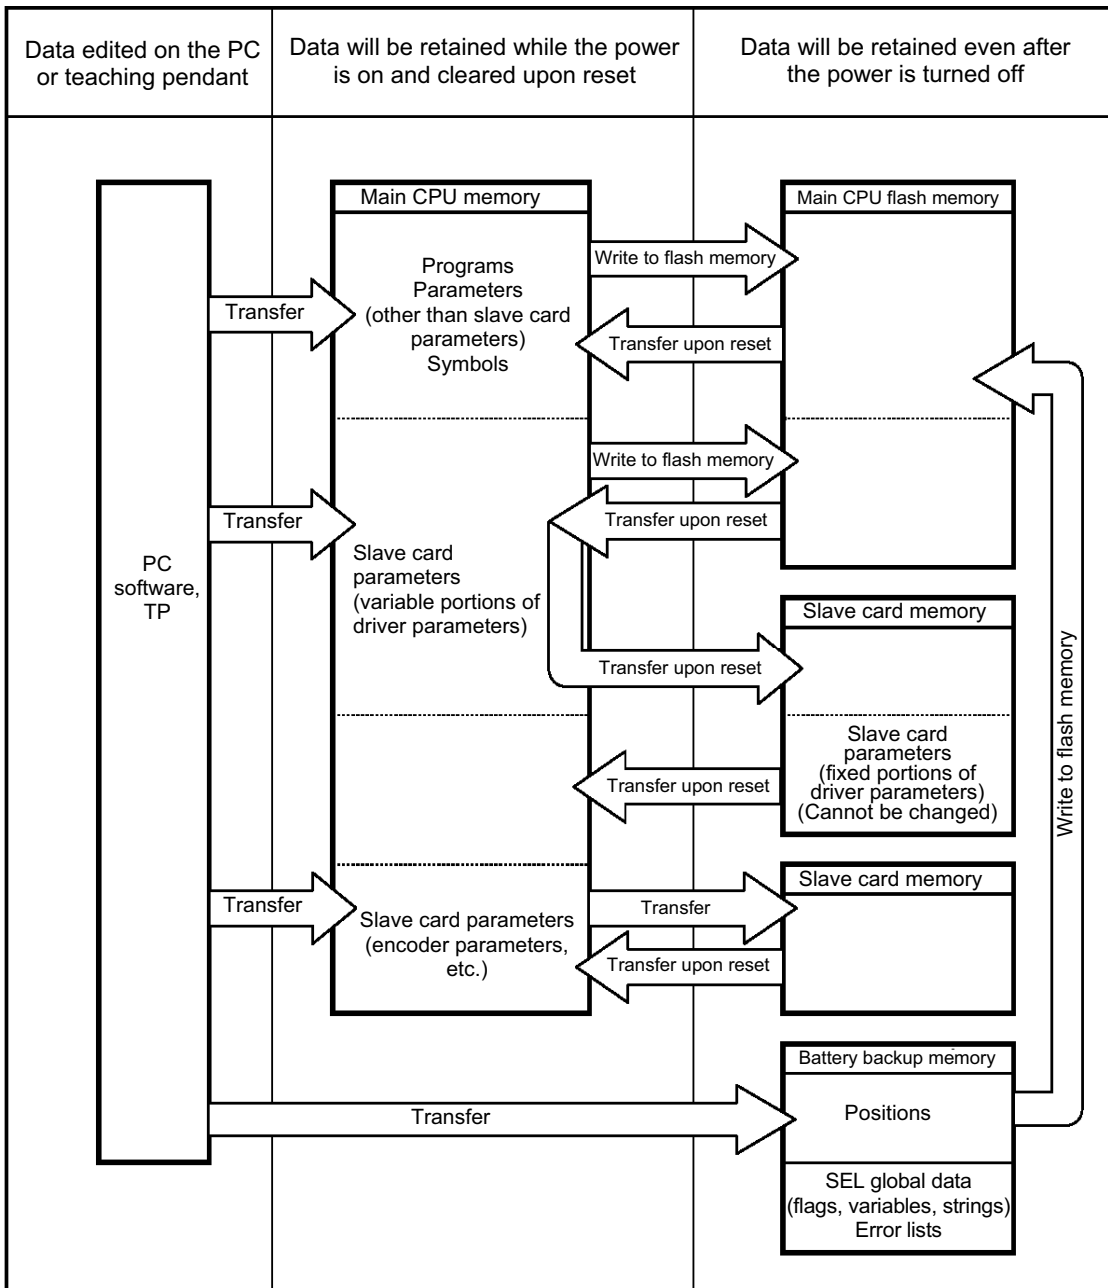 Data edited on the PC
or teaching pendant
Data will be retained while the power
is on and cleared upon reset
Data will be retained even after
the power is turned off
PC
software,
TP
Transfer
Transfer
Transfer
Transfer
Main CPU memory
Programs
Parameters
(other than slave card
parameters)
Symbols
Slave card
parameters
(variable portions of
driver parameters)
Slave card parameters
(encoder parameters,
etc.)
Write to flash memory
Transfer upon reset
Write to flash memory
Transfer upon reset
Transfer upon reset
Transfer upon reset
Transfer
Transfer upon reset
Main CPU flash memory
Slave card memory
Slave card
parameters
(fixed portions of
driver parameters)
(Cannot be changed)
Slave card memory
Battery backup memory
Positions
SEL global data
(flags, variables, strings)
Error lists
Write to flash memory